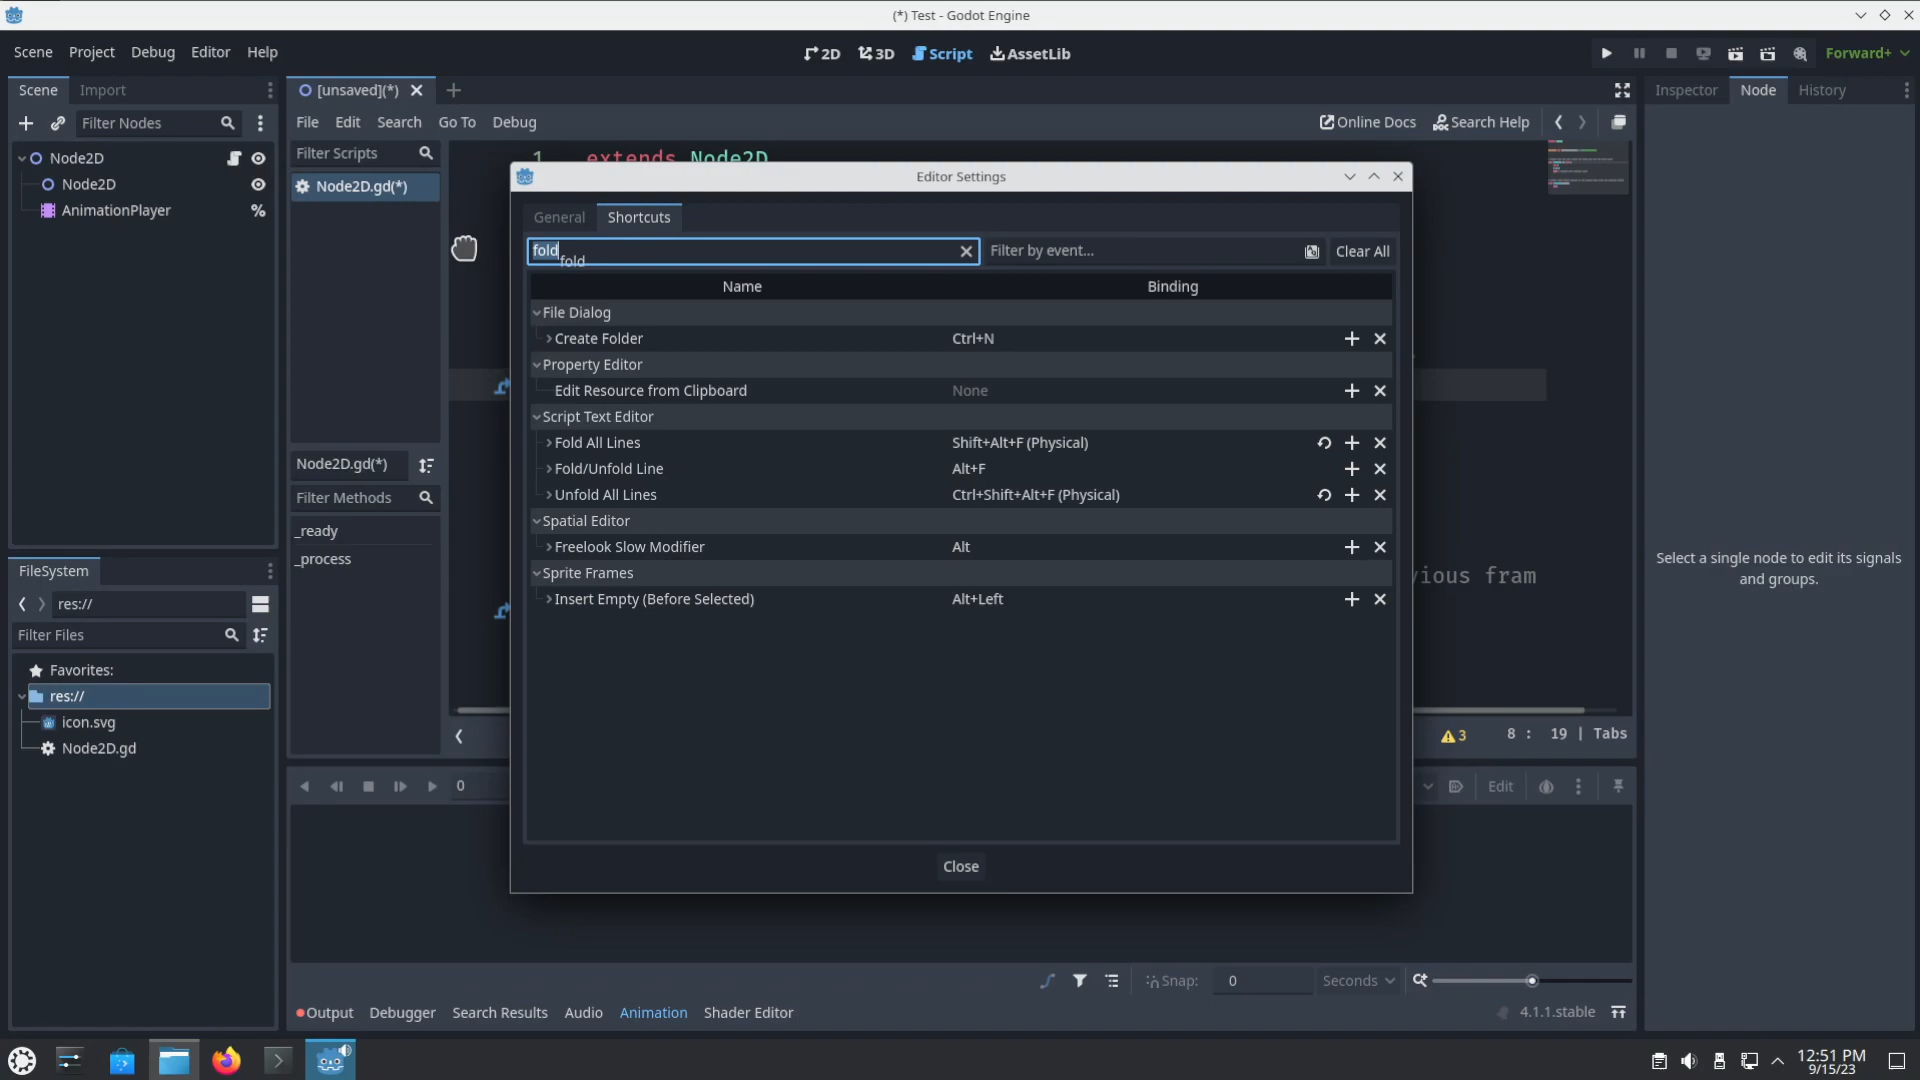 (*) Test - Godot Engine
Scene Project Debug Editor Help
2D 3D Script AssetLib
Forward+
Scene Import
[unsaved](*)
Inspector Node History
Filter Nodes
File Edit Search Go To Debug
Online Docs Search Help
Filter Scripts
1 extends Node2D
Node2D
Node2D
AnimationPlayer
Node2D.gd(*)
Editor Settings
General Shortcuts
fold
fold
Filter by event...
Clear All
Name Binding
File Dialog
Create Folder Ctrl+N
Property Editor
Edit Resource from Clipboard None
Script Text Editor
Fold All Lines Shift+Alt+F (Physical)
Fold/Unfold Line Alt+F
Unfold All Lines Ctrl+Shift+Alt+F (Physical)
Spatial Editor
Freelook Slow Modifier Alt
Sprite Frames
Insert Empty (Before Selected) Alt+Left
Close
Node2D.gd(*)
Filter Methods
_ready
_process
vious fram
Select a single node to edit its signals
and groups.
FileSystem
res://
Filter Files
Favorites:
res://
icon.svg
Node2D.gd
3 8 : 19 | Tabs
0
Edit
Snap: 0 Seconds
Output Debugger Search Results Audio Animation Shader Editor
4.1.1.stable
12:51 PM
9/15/23